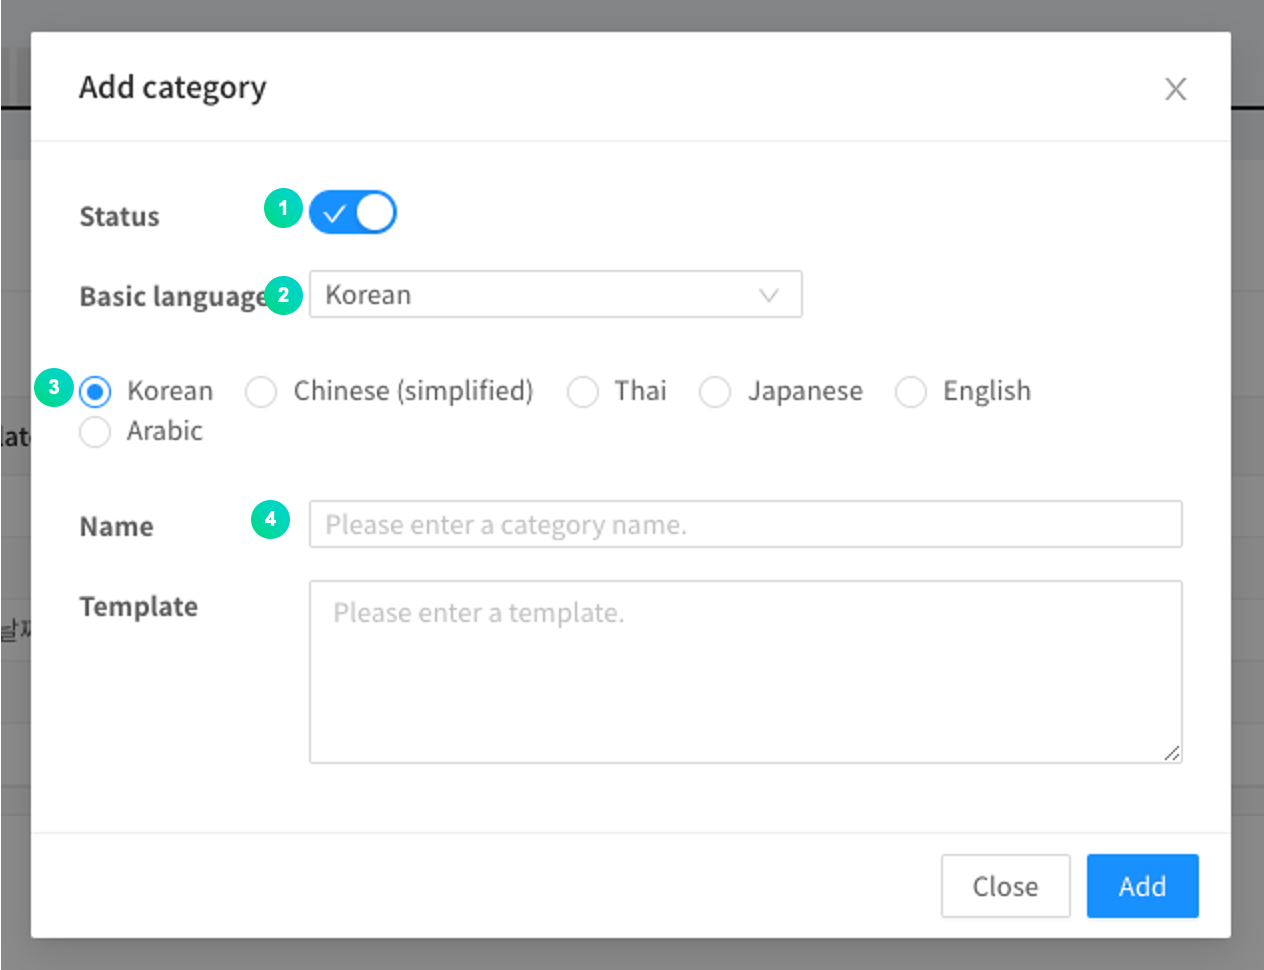 Add category
Status 1
Basic language 2 Korean
3 Korean Chinese (simplified) Thai Japanese English
Arabic
Name 4 Please enter a category name.
Template Please enter a template.
Close Add